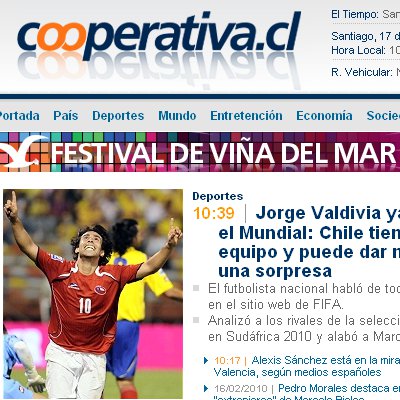 cooperativa.cl
El Tiempo: San
Santiago, 17 d
Hora Local: 10
R. Vehicular: N
Portada País Deportes Mundo Entretención Economía Socie
FESTIVAL DE VIÑA DEL MAR
Deportes
10:39 | Jorge Valdivia ya
el Mundial: Chile tien
equipo y puede dar
una sorpresa
El futbolista nacional habló de to
en el sitio web de FIFA.
Analizó a los rivales de la selecci
en Sudáfrica 2010 y alabó a Marc
10:17 | Alexis Sánchez está en la mira
Valencia, según medios españoles
16/02/2010 | Pedro Morales destaca
"extranjeros" de Marcelo Bielsa
10